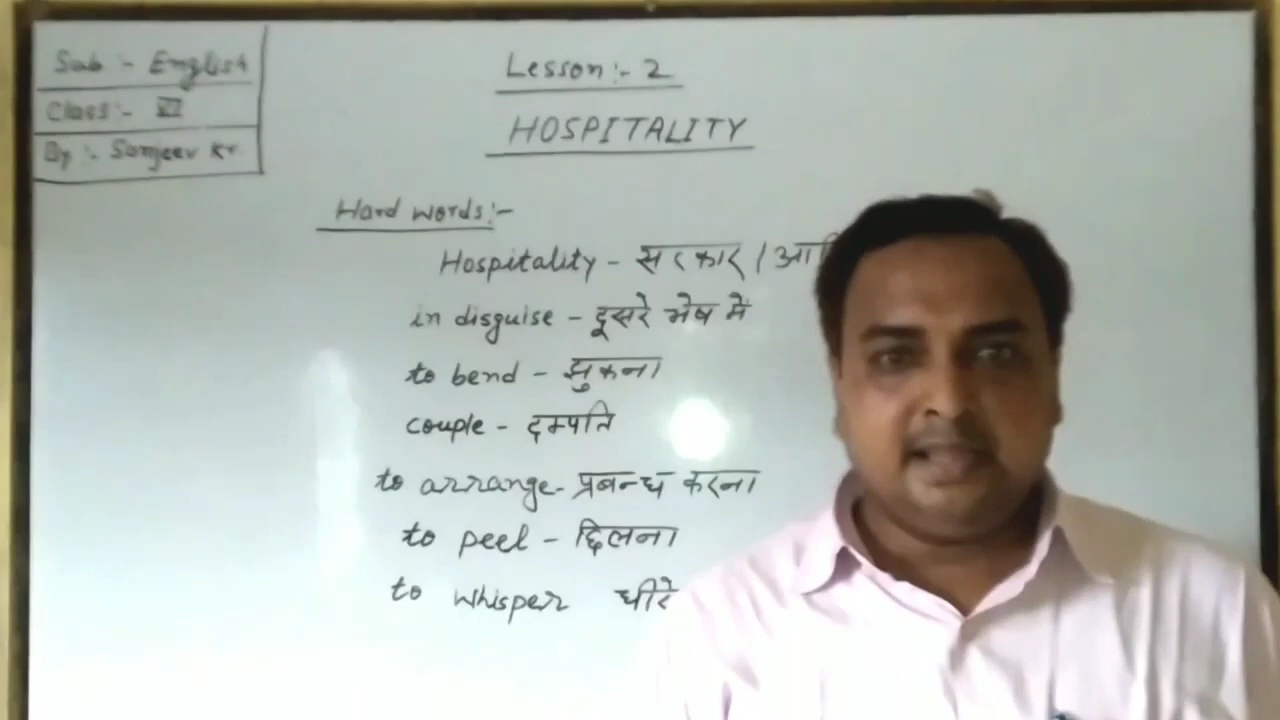 Sub :- English
Class :- VI
By :- Sanjeev Kr.
Lesson :- 2
HOSPITALITY
Hard words :-
Hospitality - सत्कार /
in disguise - दूसरे भेष में
to bend - झुकना
couple - दम्पति
to arrange - प्रबन्ध करना
to peel - छिलना
to whisper धीरे